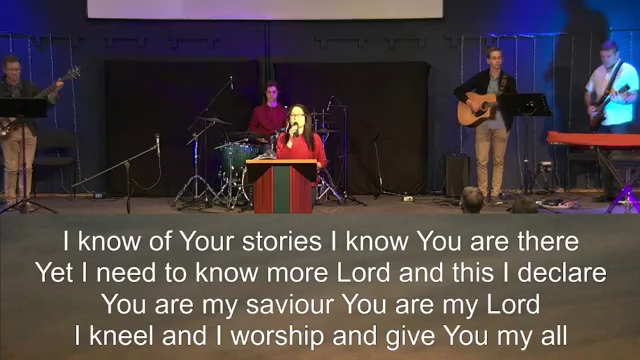 I know of Your stories I know You are there
Yet I need to know more Lord and this I declare
You are my saviour You are my Lord
I kneel and I worship and give You my all